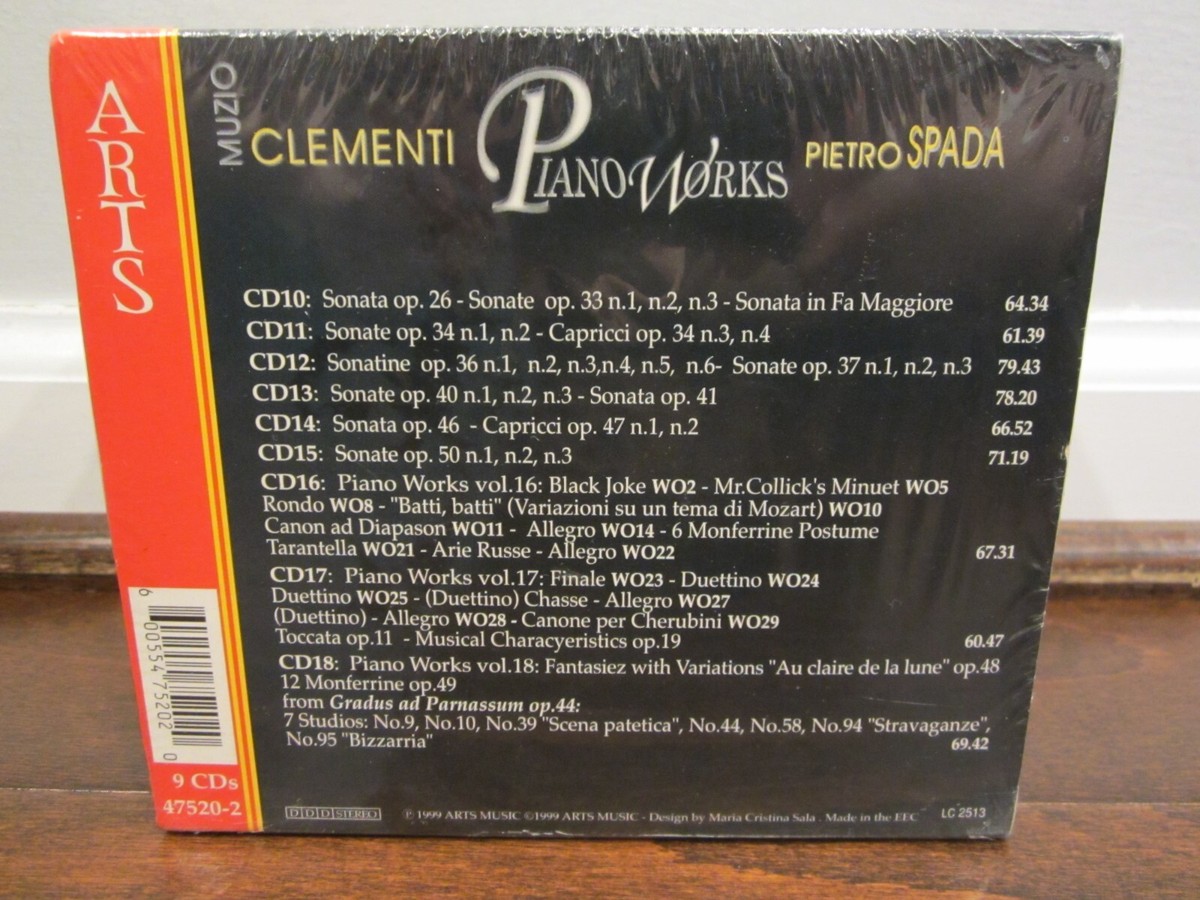 ARTS
MUZIO
CLEMENTI
PIANO WORKS
PIETRO SPADA
CD10: Sonata op. 26 - Sonate op. 33 n.1, n.2, n.3 - Sonata in Fa Maggiore 64.34
CD11: Sonate op. 34 n.1, n.2 - Capricci op. 34 n.3, n.4 61.39
CD12: Sonatine op. 36 n.1, n.2, n.3,n.4, n.5, n.6- Sonate op. 37 n.1, n.2, n.3 79.43
CD13: Sonate op. 40 n.1, n.2, n.3 - Sonata op. 41 78.20
CD14: Sonata op. 46 - Capricci op. 47 n.1, n.2 66.52
CD15: Sonate op. 50 n.1, n.2, n.3 71.19
CD16: Piano Works vol.16: Black Joke WO2 - Mr.Collick's Minuet WO5
Rondo WO8 - "Batti, batti" (Variazioni su un tema di Mozart) WO10
Canon ad Diapason WO11 - Allegro WO14 - 6 Monferrine Postume
Tarantella WO21 - Arie Russe - Allegro WO22 67.31
CD17: Piano Works vol.17: Finale WO23 - Duettino WO24
Duettino WO25 - (Duettino) Chasse - Allegro WO27
(Duettino) - Allegro WO28 - Canone per Cherubini WO29
Toccata op.11 - Musical Characyeristics op.19 60.47
CD18: Piano Works vol.18: Fantasiez with Variations "Au claire de la lune" op.48
12 Monferrine op.49
from Gradus ad Parnassum op.44:
7 Studios: No.9, No.10, No.39 "Scena patetica", No.44, No.58, No.94 "Stravaganze",
No.95 "Bizzarria" 69.42
6 00554 75202 0
9 CDs
47520-2
DDD STEREO
℗ 1999 ARTS MUSIC ©1999 ARTS MUSIC - Design by Maria Cristina Sala . Made in the EEC
LC 2513